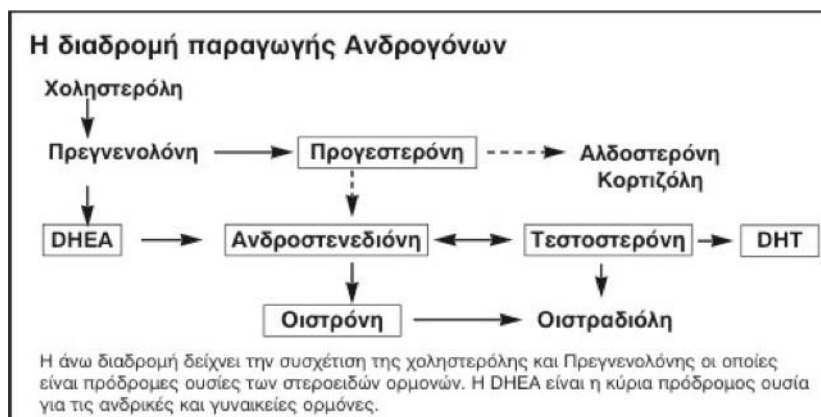 Η διαδρομή παραγωγής Ανδρογόνων
Χοληστερόλη
Πρεγνενολόνη Προγεστερόνη Αλδοστερόνη
Κορτιζόλη
DHEA Ανδροστενεδιόνη Τεστοστερόνη DHT
Οιστρόνη Οιστραδιόλη
Η άνω διαδρομή δείχνει την συσχέτιση της χοληστερόλης και Πρεγνενολόνης οι οποίες
είναι πρόδρομες ουσίες των στεροειδών ορμονών. Η DHEA είναι η κύρια πρόδρομος ουσία
για τις ανδρικές και γυναικείες ορμόνες.